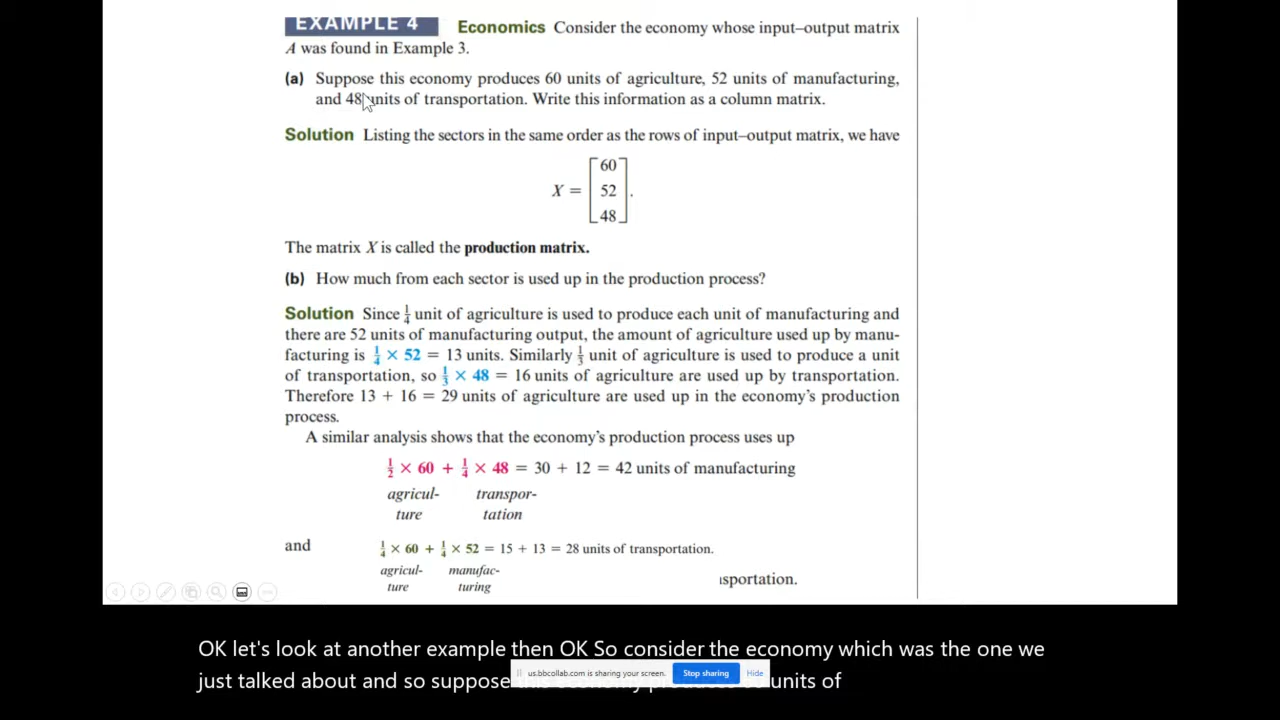 EXAMPLE 4 Economics Consider the economy whose input–output matrix
A was found in Example 3.
(a) Suppose this economy produces 60 units of agriculture, 52 units of manufacturing,
and 48 units of transportation. Write this information as a column matrix.
Solution Listing the sectors in the same order as the rows of input–output matrix, we have
60
X = 52 .
48
The matrix X is called the production matrix.
(b) How much from each sector is used up in the production process?
Solution Since 1/4 unit of agriculture is used to produce each unit of manufacturing and
there are 52 units of manufacturing output, the amount of agriculture used up by manu-
facturing is 1/4 × 52 = 13 units. Similarly 1/3 unit of agriculture is used to produce a unit
of transportation, so 1/3 × 48 = 16 units of agriculture are used up by transportation.
Therefore 13 + 16 = 29 units of agriculture are used up in the economy's production
process.
A similar analysis shows that the economy's production process uses up
1/2 × 60 + 1/4 × 48 = 30 + 12 = 42 units of manufacturing
agricul- transpor-
ture tation
and 1/4 × 60 + 1/4 × 52 = 15 + 13 = 28 units of transportation.
agricul- manufac-
ture turing
sportation.
OK let's look at another example then OK So consider the economy which was the one we
just talked about and so suppose units of
us.bbcollab.com is sharing your screen. Stop sharing Hide